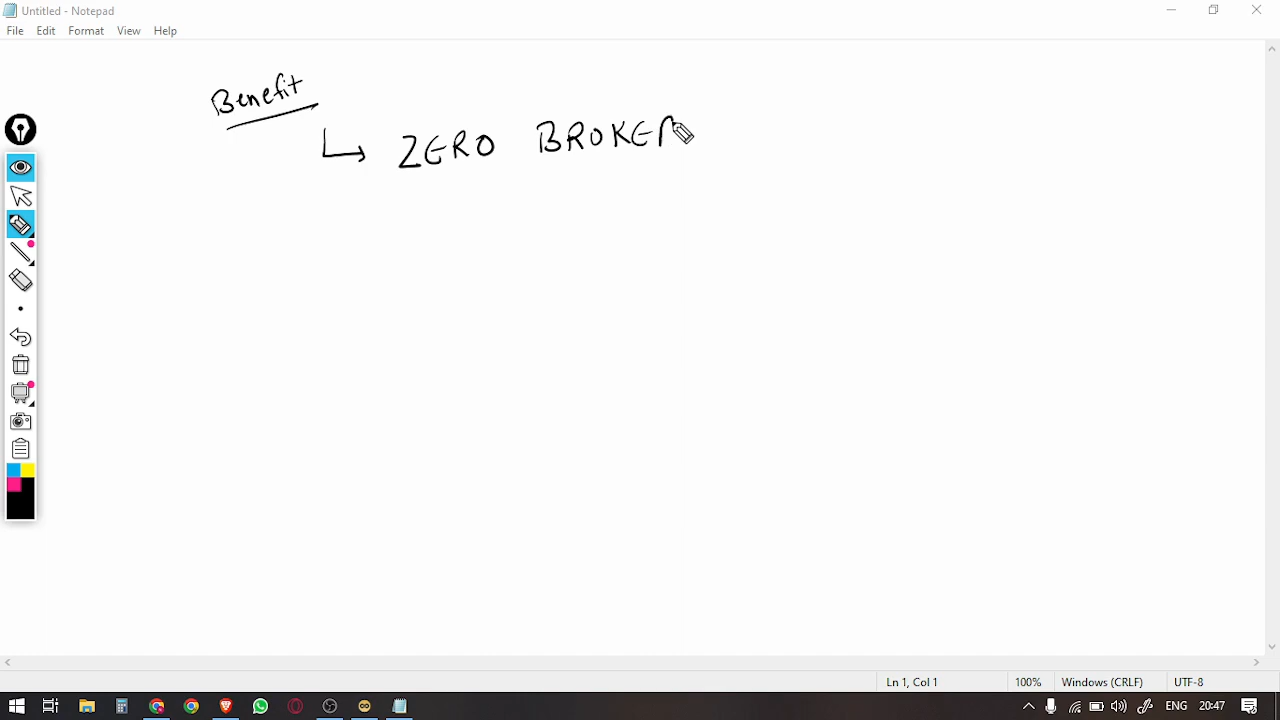 Untitled - Notepad
File Edit Format View Help
Benefit
ZERO BROKER
Ln 1, Col 1 100% Windows (CRLF) UTF-8
ENG 20:47